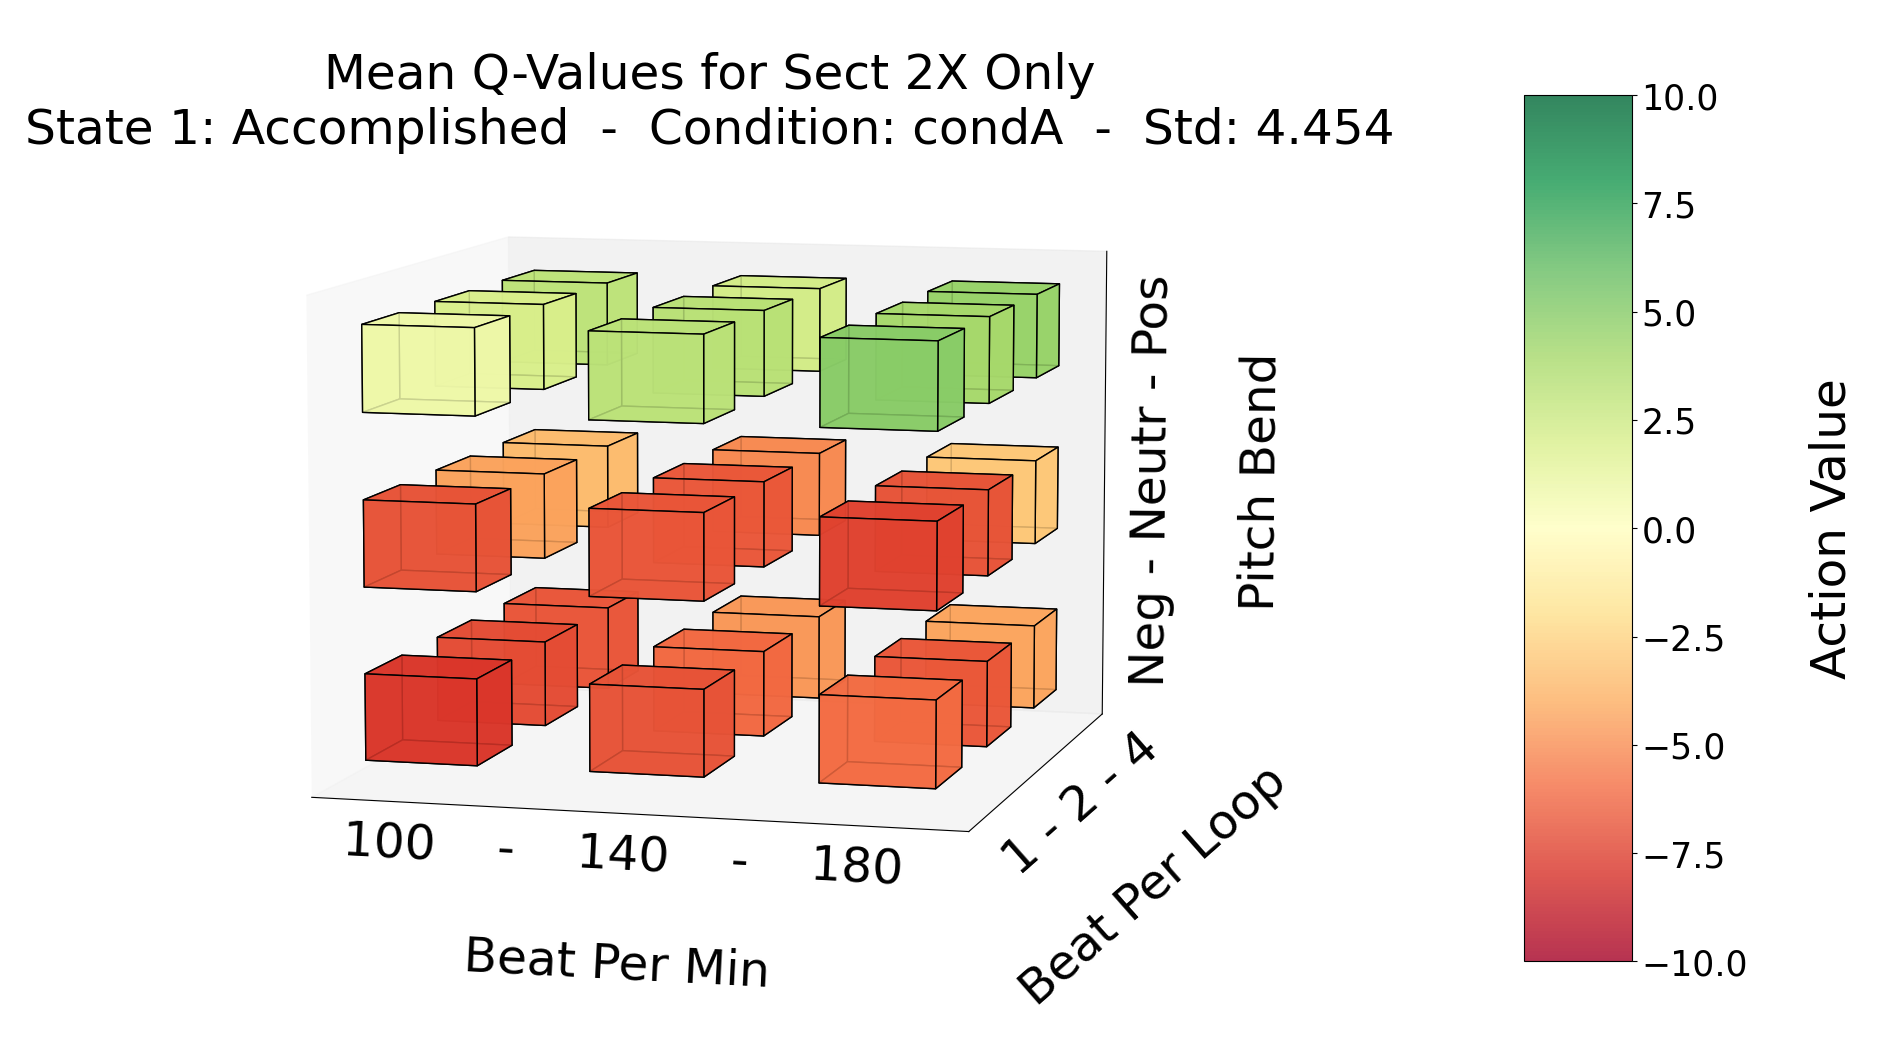 Mean Q-Values for Sect 2X Only
State 1: Accomplished - Condition: condA - Std: 4.454
10.0
7.5
5.0
2.5
0.0
−2.5
−5.0
−7.5
−10.0
Action Value
Neg - Neutr - Pos
Pitch Bend
1 - 2 - 4
Beat Per Loop
100 - 140 - 180
Beat Per Min